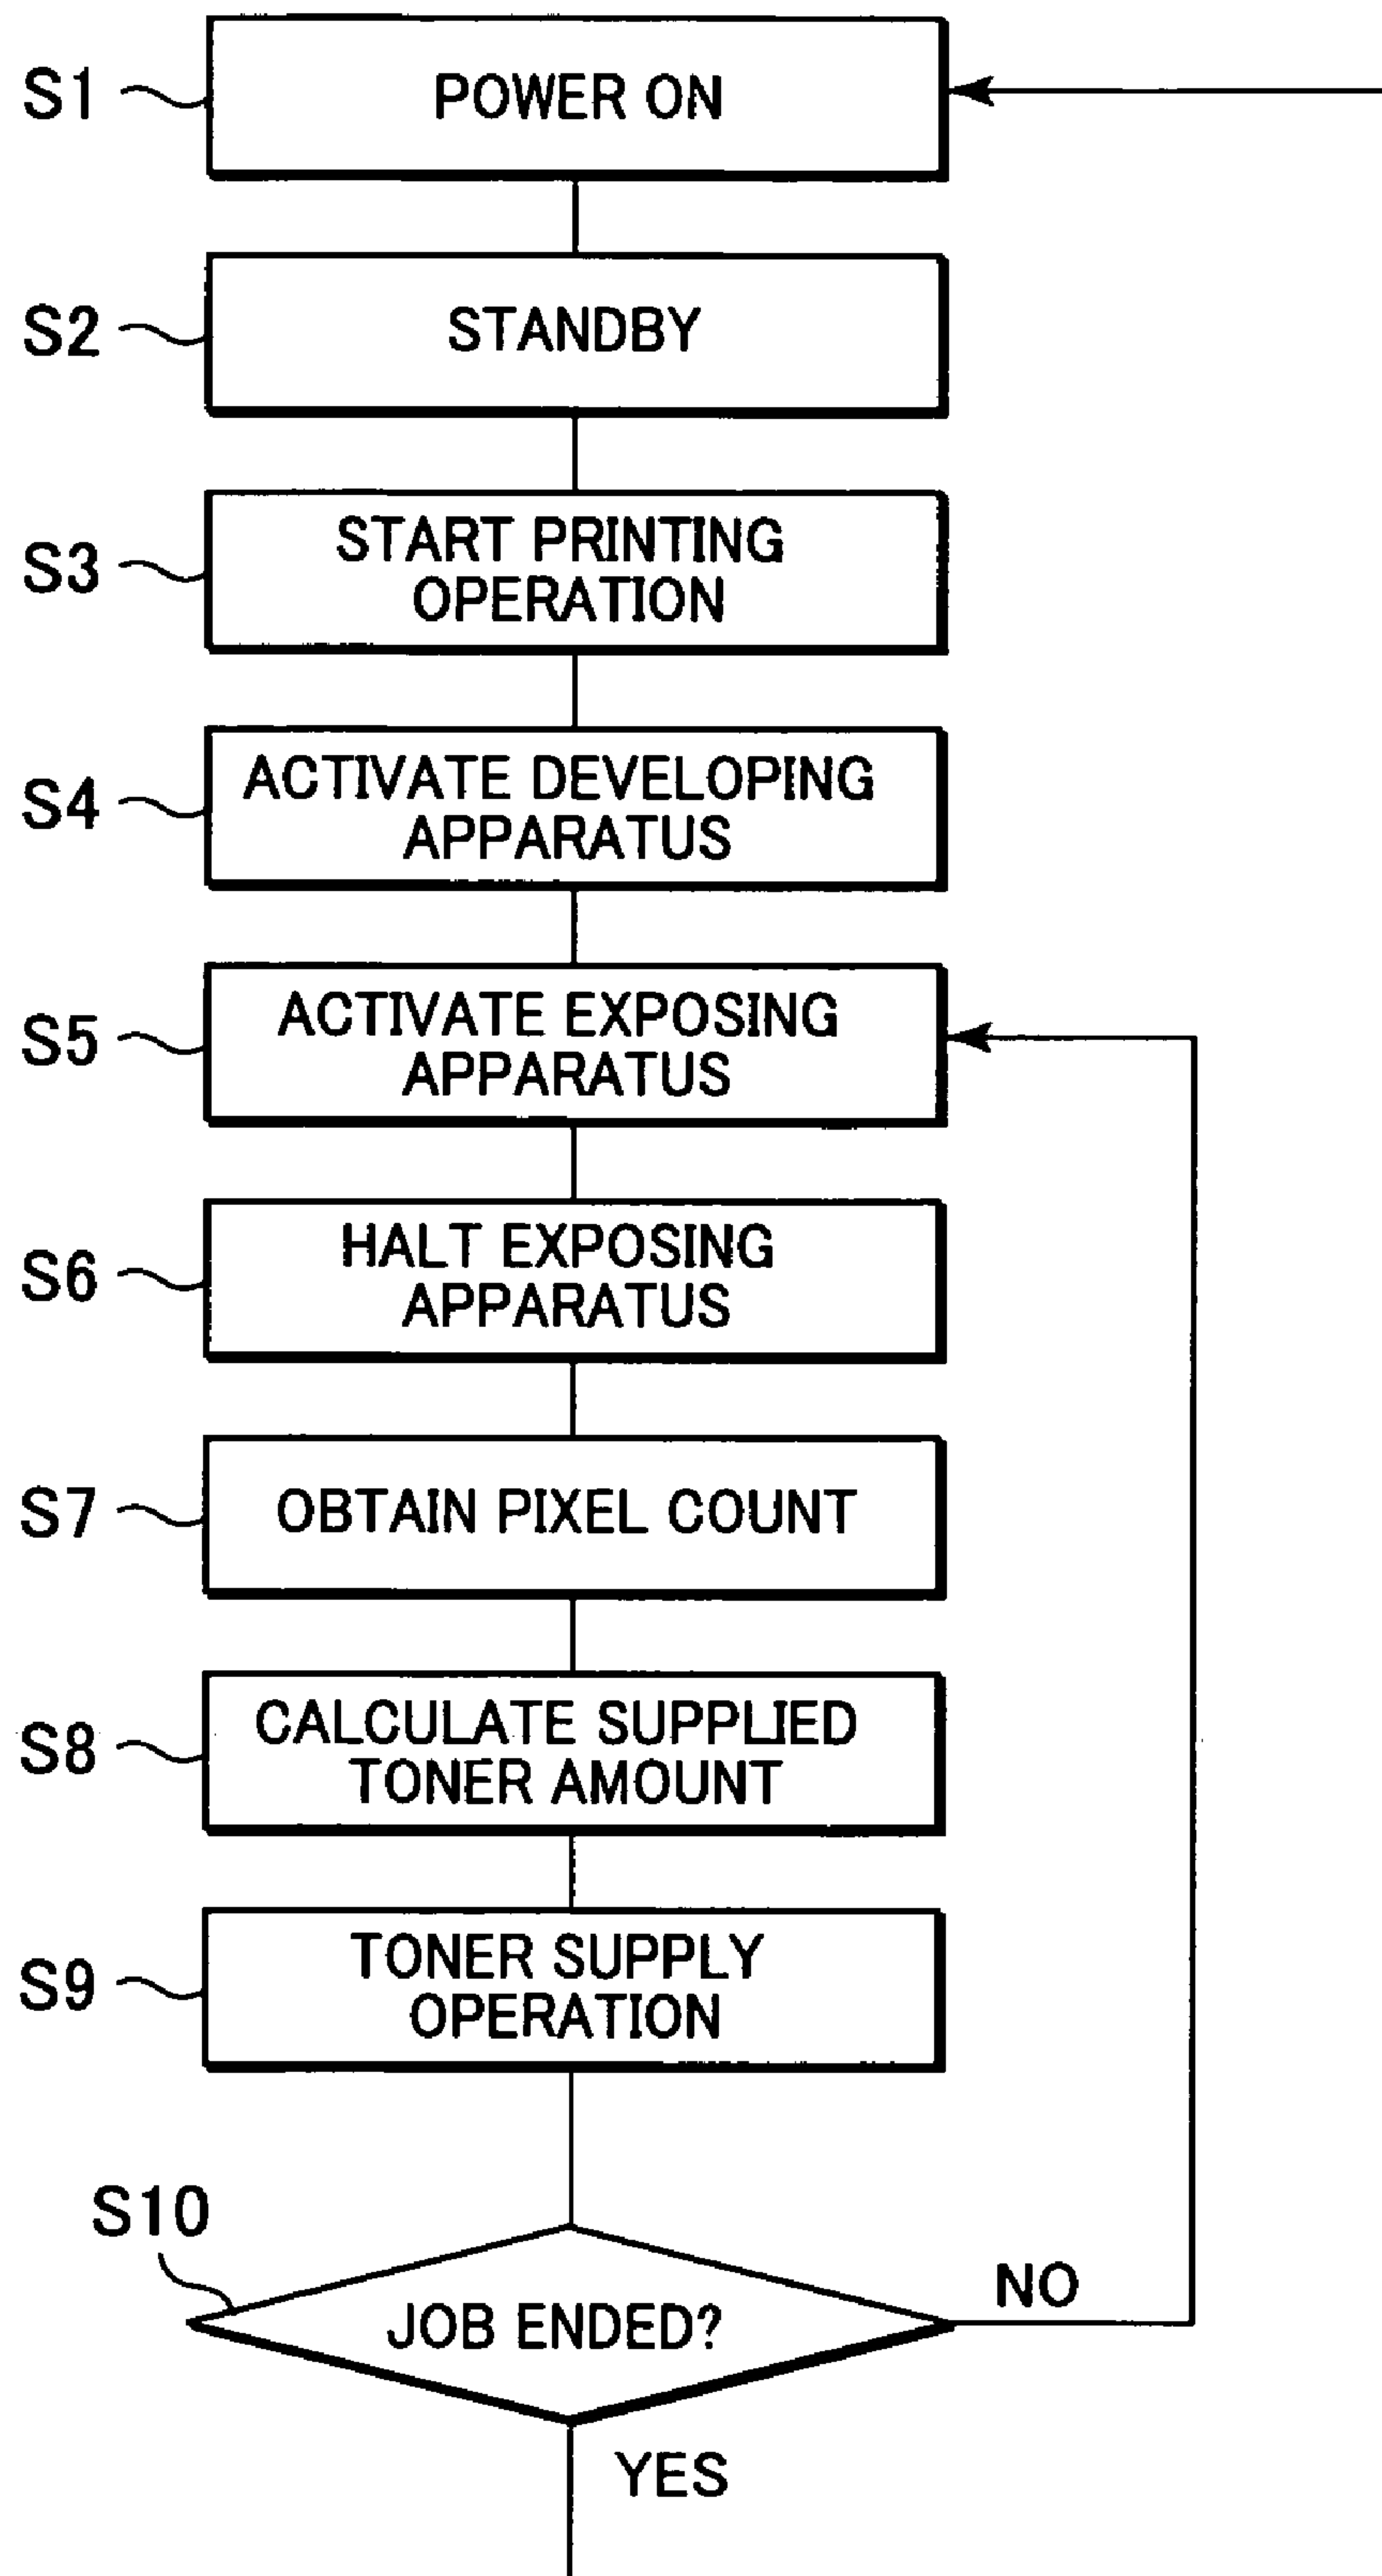 S1 POWER ON
S2 STANDBY
S3 START PRINTING
OPERATION
S4 ACTIVATE DEVELOPING
APPARATUS
S5 ACTIVATE EXPOSING
APPARATUS
S6 HALT EXPOSING
APPARATUS
S7 OBTAIN PIXEL COUNT
S8 CALCULATE SUPPLIED
TONER AMOUNT
S9 TONER SUPPLY
OPERATION
S10
JOB ENDED?
NO
YES